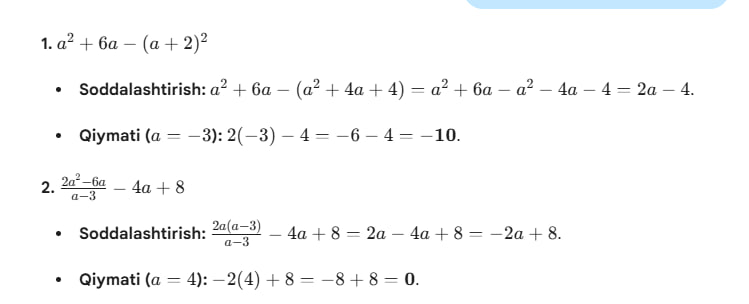 1. a² + 6a − (a + 2)²
• Soddalashtirish: a² + 6a − (a² + 4a + 4) = a² + 6a − a² − 4a − 4 = 2a − 4.
• Qiymati (a = −3): 2(−3) − 4 = −6 − 4 = −10.
2. \frac{2a²−6a}{a−3} − 4a + 8
• Soddalashtirish: \frac{2a(a−3)}{a−3} − 4a + 8 = 2a − 4a + 8 = −2a + 8.
• Qiymati (a = 4): −2(4) + 8 = −8 + 8 = 0.